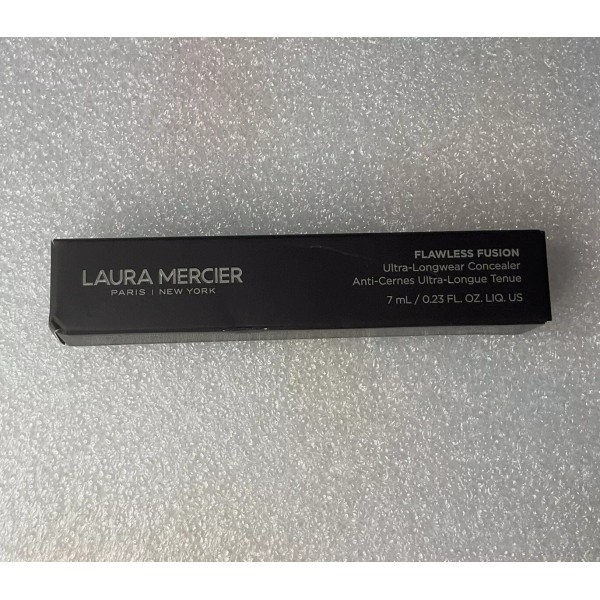 LAURA MERCIER
PARIS | NEW YORK
FLAWLESS FUSION
Ultra-Longwear Concealer
Anti-Cernes Ultra-Longue Tenue
7 mL / 0.23 FL. OZ. LIQ. US